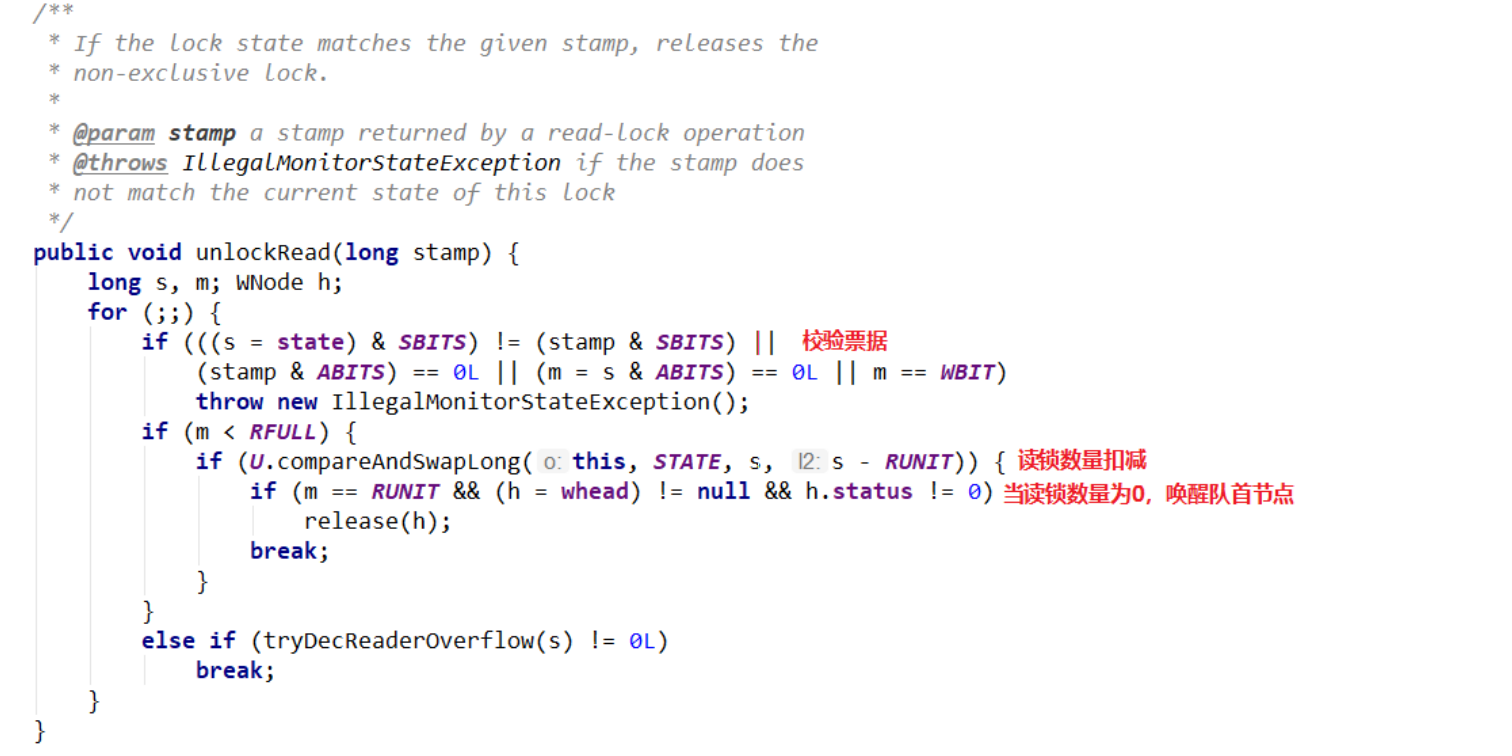 /**
 * If the lock state matches the given stamp, releases the
 * non-exclusive lock.
 *
 * @param stamp a stamp returned by a read-lock operation
 * @throws IllegalMonitorStateException if the stamp does
 * not match the current state of this lock
 */
public void unlockRead(long stamp) {
    long s, m; WNode h;
    for (;;) {
        if (((s = state) & SBITS) != (stamp & SBITS) || 校验票据
            (stamp & ABITS) == 0L || (m = s & ABITS) == 0L || m == WBIT)
            throw new IllegalMonitorStateException();
        if (m < RFULL) {
            if (U.compareAndSwapLong( o: this, STATE, s, l2: s - RUNIT)) { 读锁数量扣减
                if (m == RUNIT && (h = whead) != null && h.status != 0) 当读锁数量为0，唤醒队首节点
                    release(h);
                break;
            }
        }
        else if (tryDecReaderOverflow(s) != 0L)
            break;
    }
}